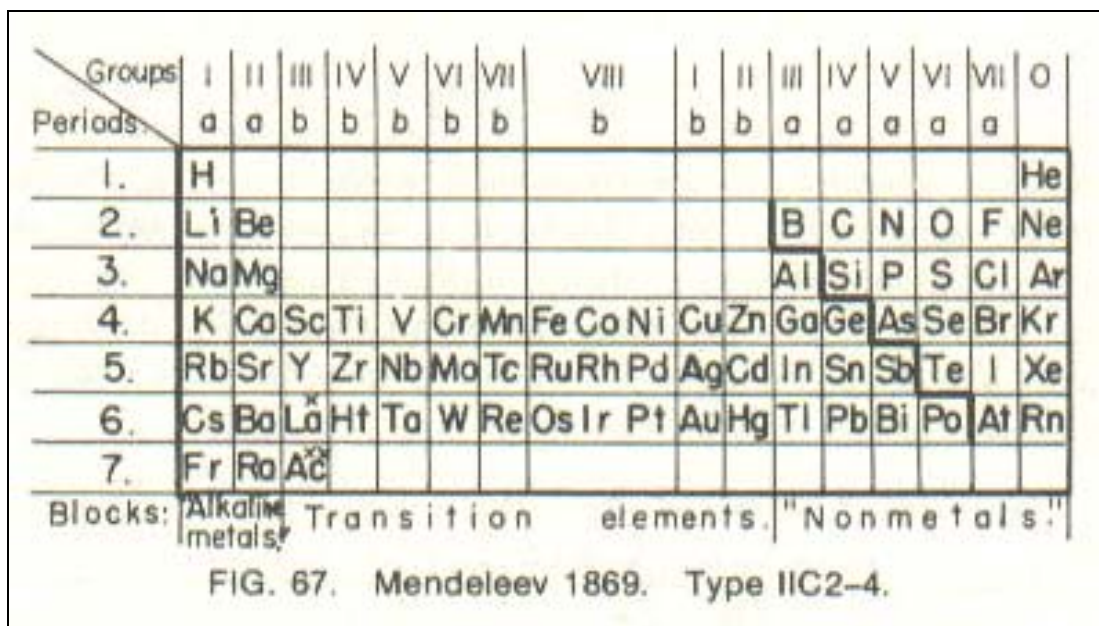 Groups I II III IV V VI VII VIII I II III IV V VI VII O
Periods. a a b b b b b b b b a a a a a
1. H He
2. Li Be B C N O F Ne
3. Na Mg Al Si P S Cl Ar
4. K Ca Sc Ti V Cr Mn Fe Co Ni Cu Zn Ga Ge As Se Br Kr
5. Rb Sr Y Zr Nb Mo Tc Ru Rh Pd Ag Cd In Sn Sb Te I Xe
6. Cs Ba La× Ht Ta W Re Os Ir Pt Au Hg Tl Pb Bi Po At Rn
7. Fr Ra Ac××
Blocks: "Alkaline Transition elements. "Nonmetals."
metals."
FIG. 67. Mendeleev 1869. Type IIC2-4.